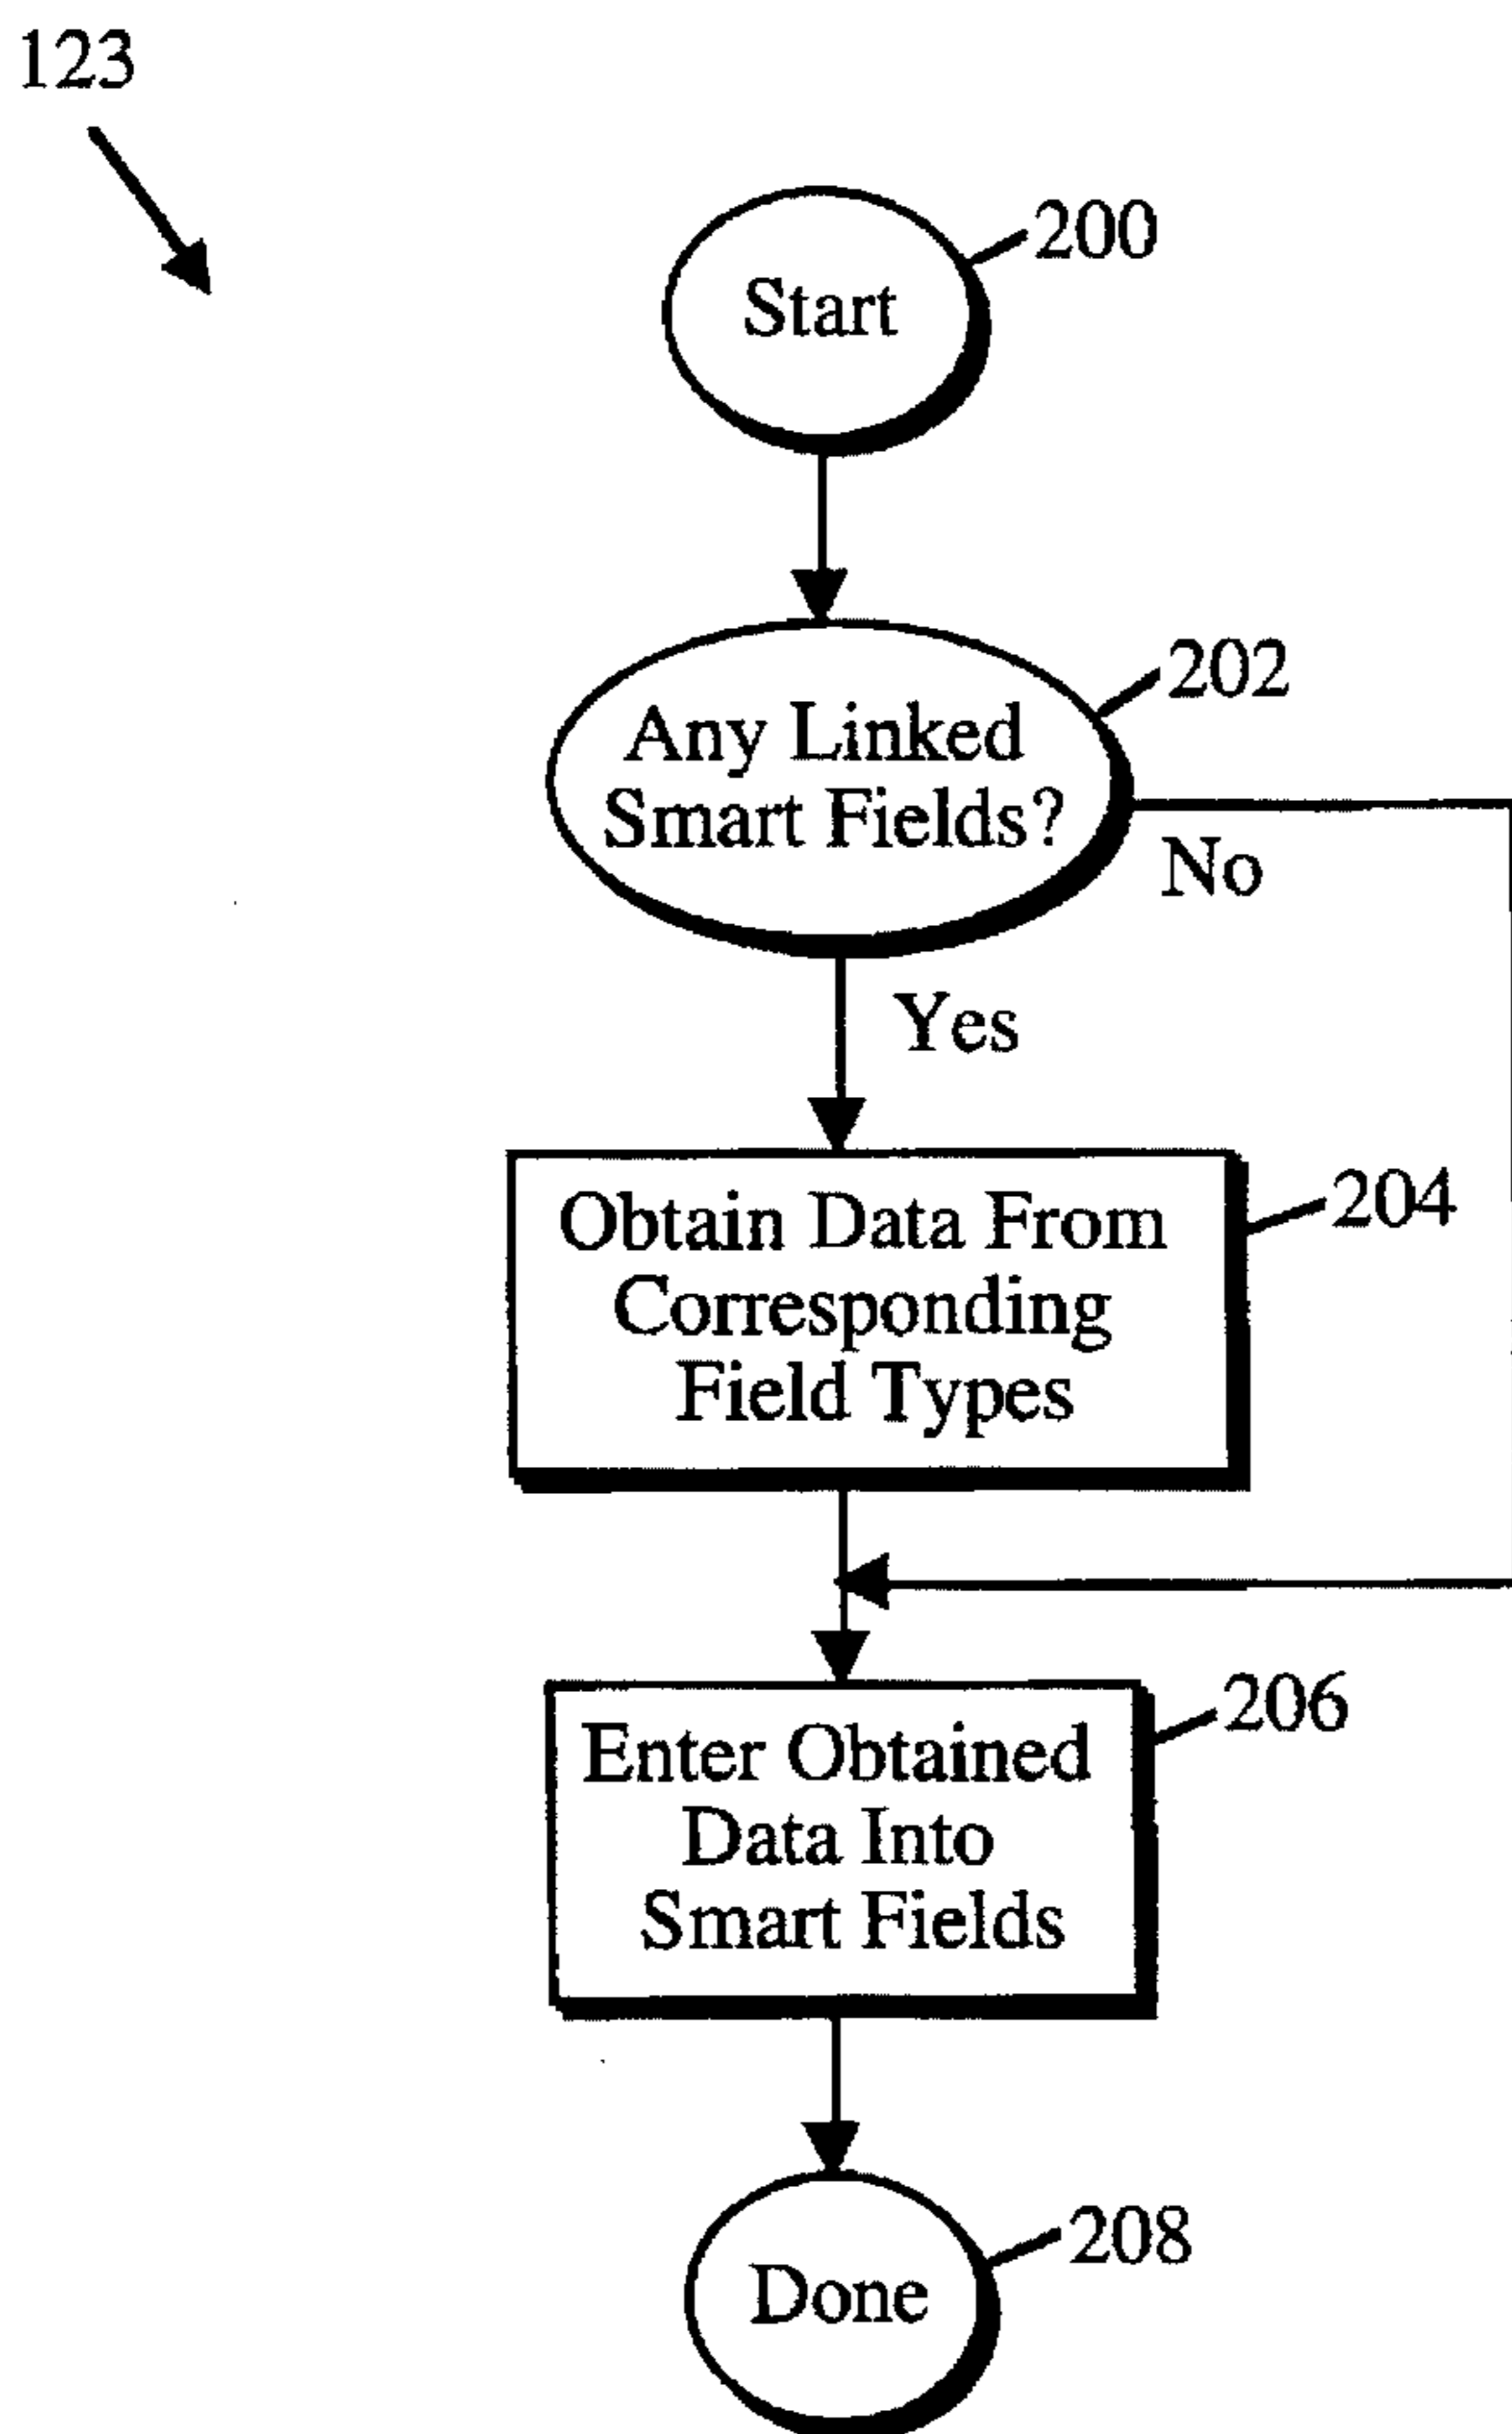 123
200
Start
202
Any Linked
Smart Fields?
No
Yes
204
Obtain Data From
Corresponding
Field Types
206
Enter Obtained
Data Into
Smart Fields
208
Done